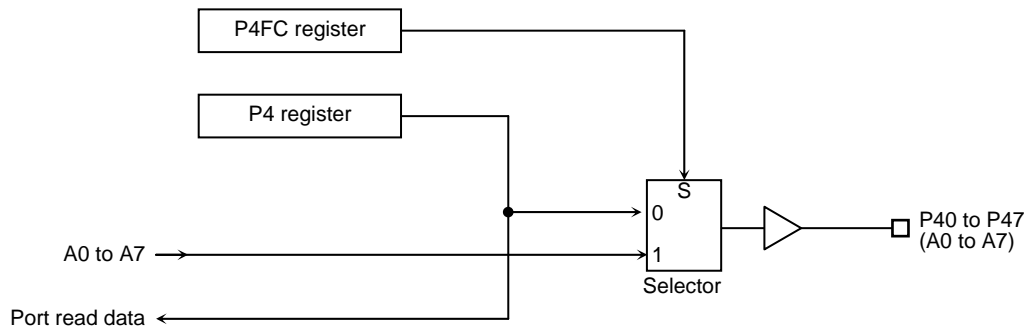 P4FC register
P4 register
S
0
1
A0 to A7
P40 to P47
(A0 to A7)
Selector
Port read data